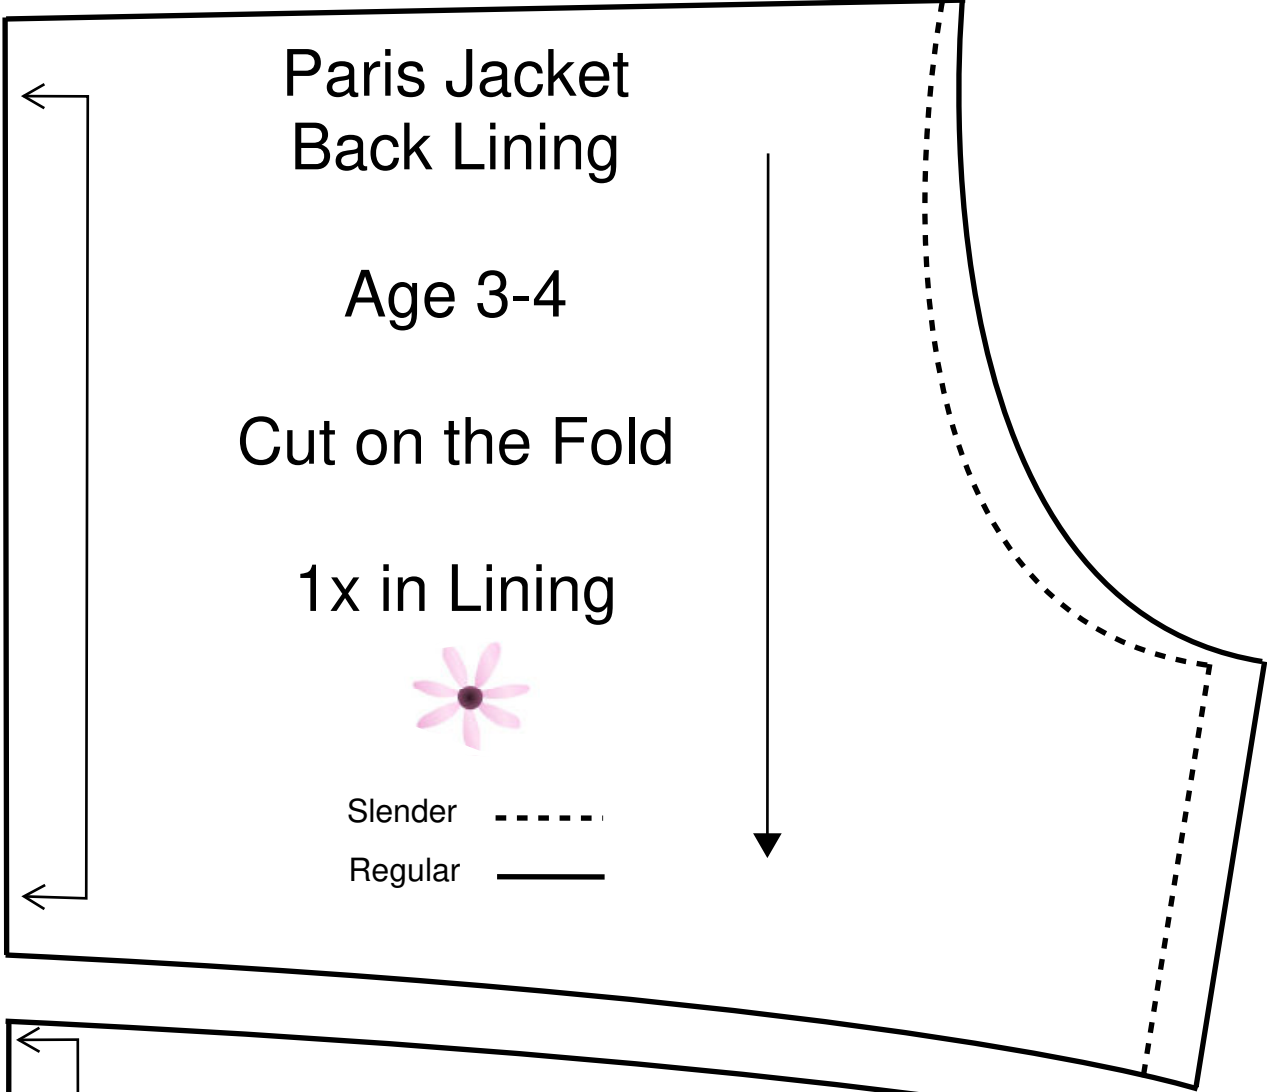 Paris Jacket
Back Lining
Age 3-4
Cut on the Fold
1x in Lining
Slender
Regular